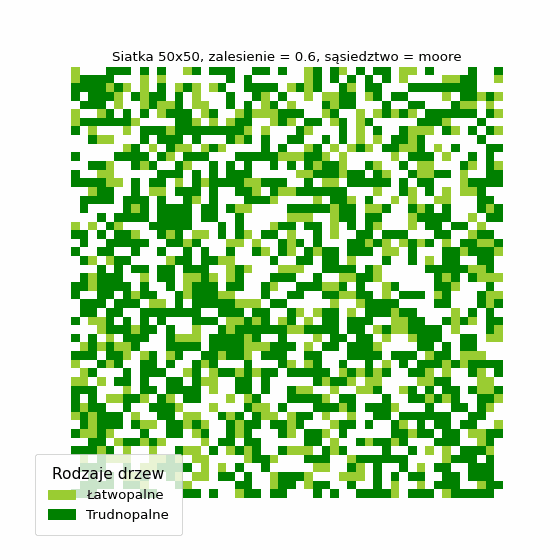 Siatka 50x50, zalesienie = 0.6, sąsiedztwo = moore
Rodzaje drzew
Łatwopalne
Trudnopalne